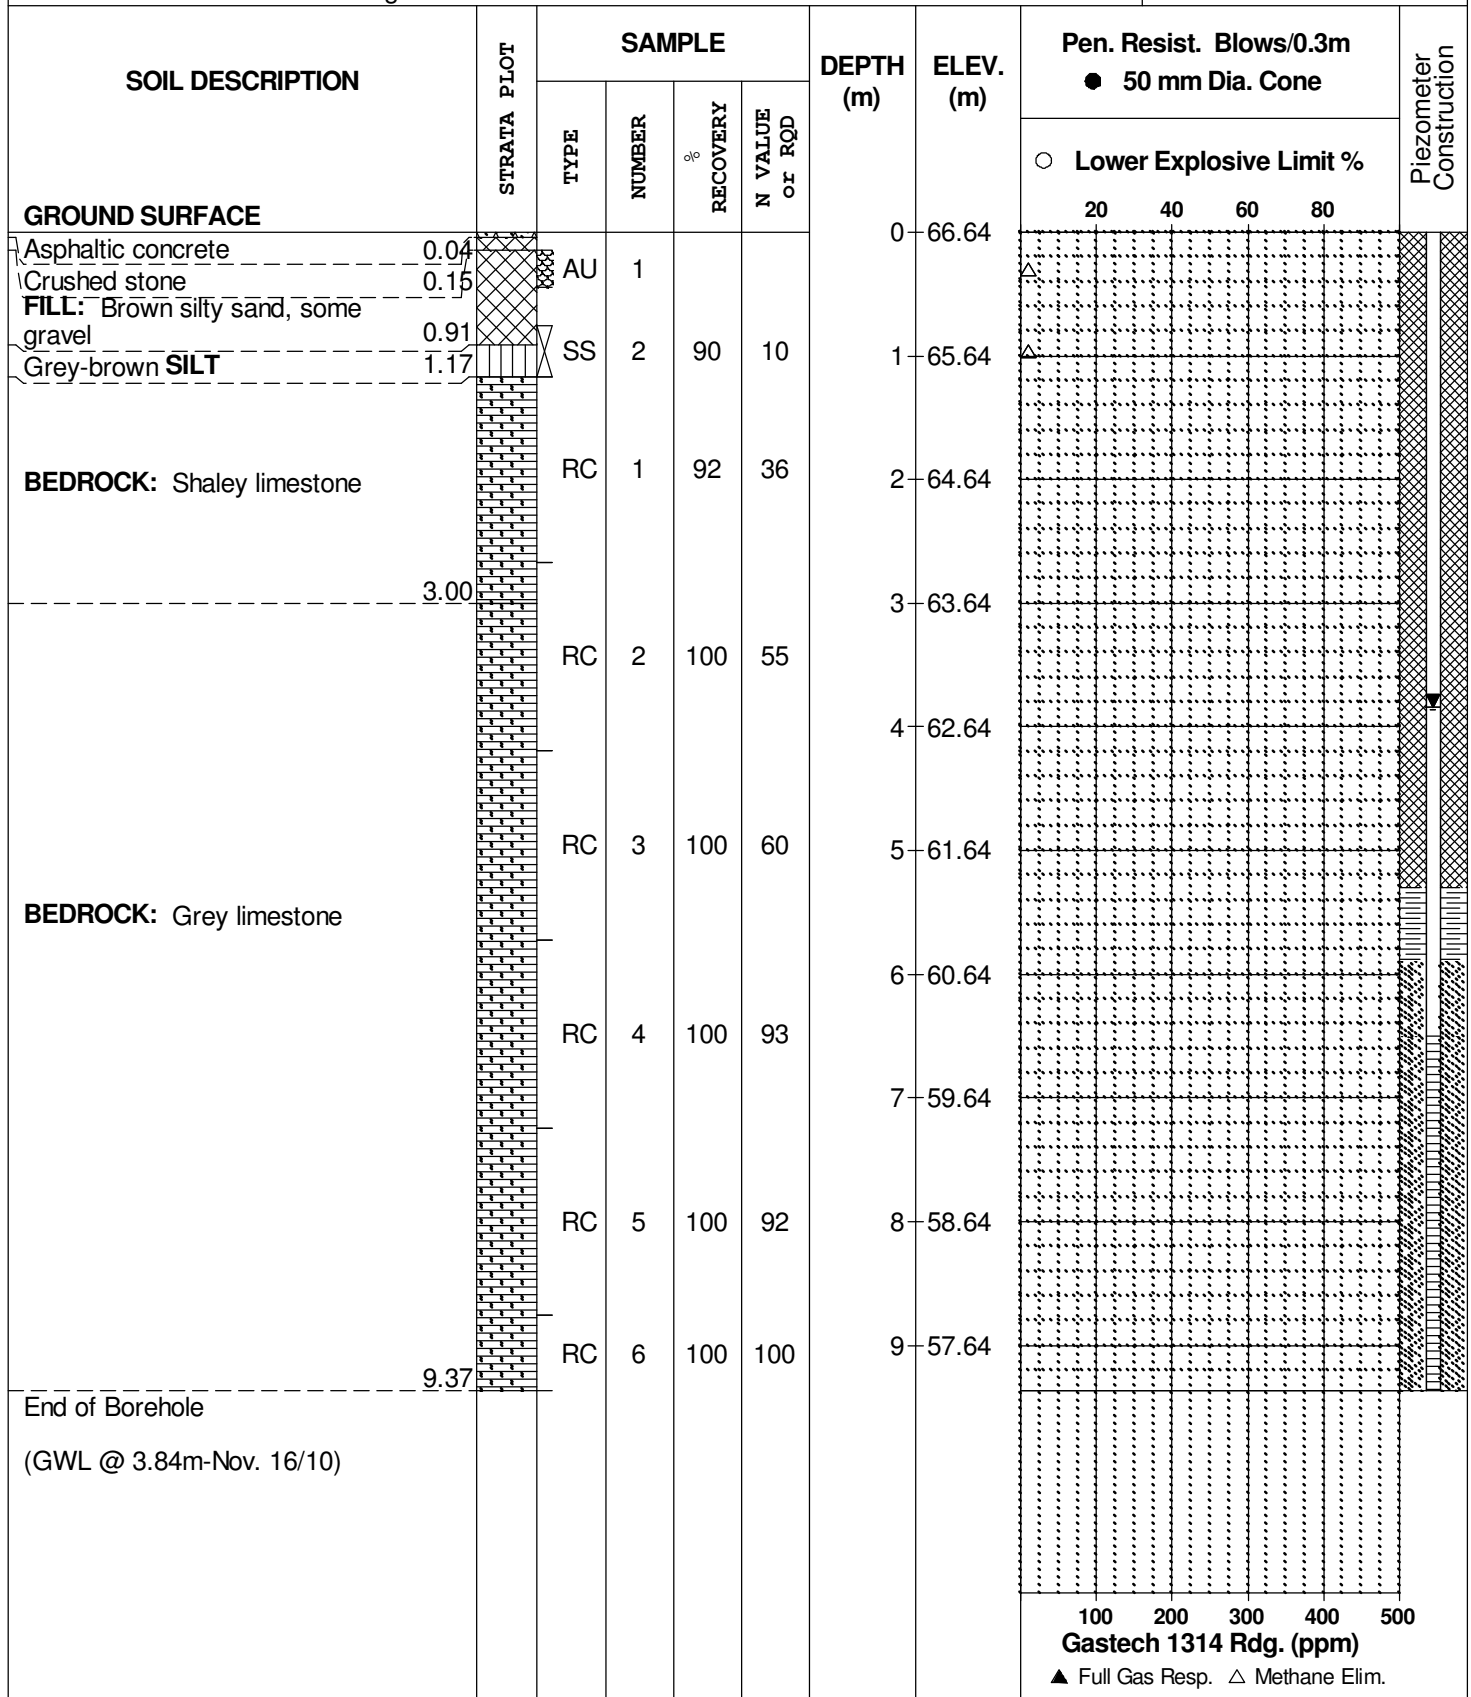 SOIL DESCRIPTION
GROUND SURFACE
STRATA PLOT
SAMPLE
TYPE
NUMBER
% RECOVERY
N VALUE or RQD
DEPTH (m)
ELEV. (m)
Pen. Resist. Blows/0.3m
● 50 mm Dia. Cone
○ Lower Explosive Limit %
20 40 60 80
Piezometer Construction
0 66.64
Asphaltic concrete 0.04
AU 1
Crushed stone 0.15
FILL: Brown silty sand, some
gravel 0.91
SS 2 90 10
1 65.64
Grey-brown SILT 1.17
RC 1 92 36
2 64.64
BEDROCK: Shaley limestone
3.00
3 63.64
RC 2 100 55
4 62.64
RC 3 100 60
5 61.64
BEDROCK: Grey limestone
6 60.64
RC 4 100 93
7 59.64
RC 5 100 92
8 58.64
RC 6 100 100
9 57.64
9.37
End of Borehole
(GWL @ 3.84m-Nov. 16/10)
100 200 300 400 500
Gastech 1314 Rdg. (ppm)
▲ Full Gas Resp. △ Methane Elim.